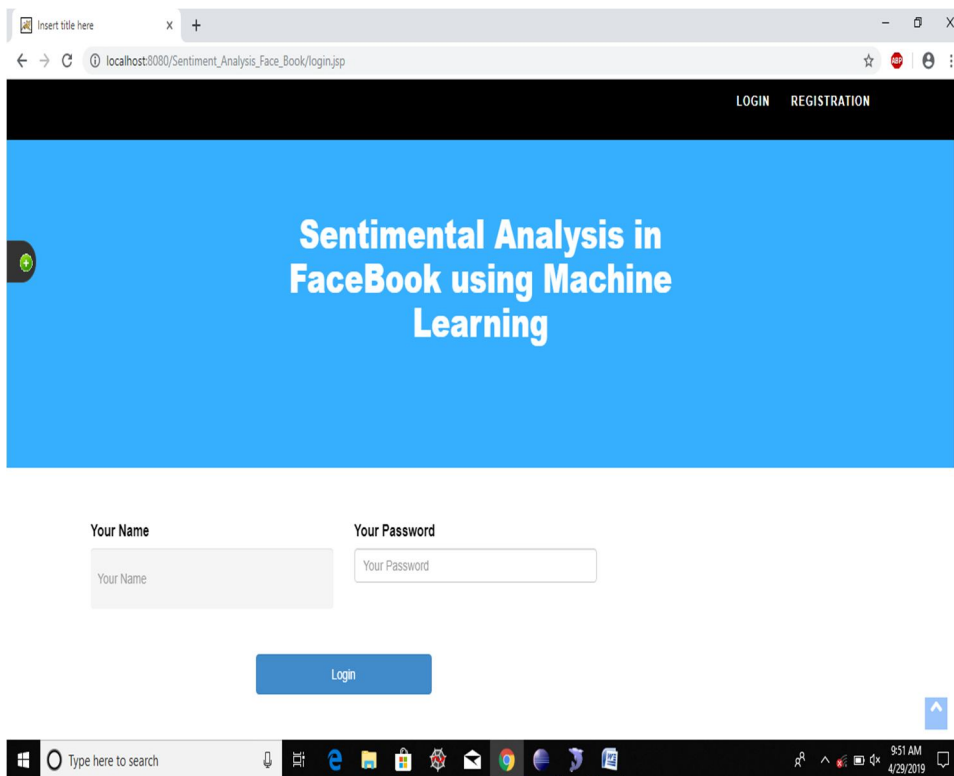 Insert title here
localhost:8080/Sentiment_Analysis_Face_Book/login.jsp
ABP
LOGIN REGISTRATION
Sentimental Analysis in
FaceBook using Machine
Learning
Your Name Your Password
Your Name Your Password
Login
Type here to search
9:51 AM
4/29/2019